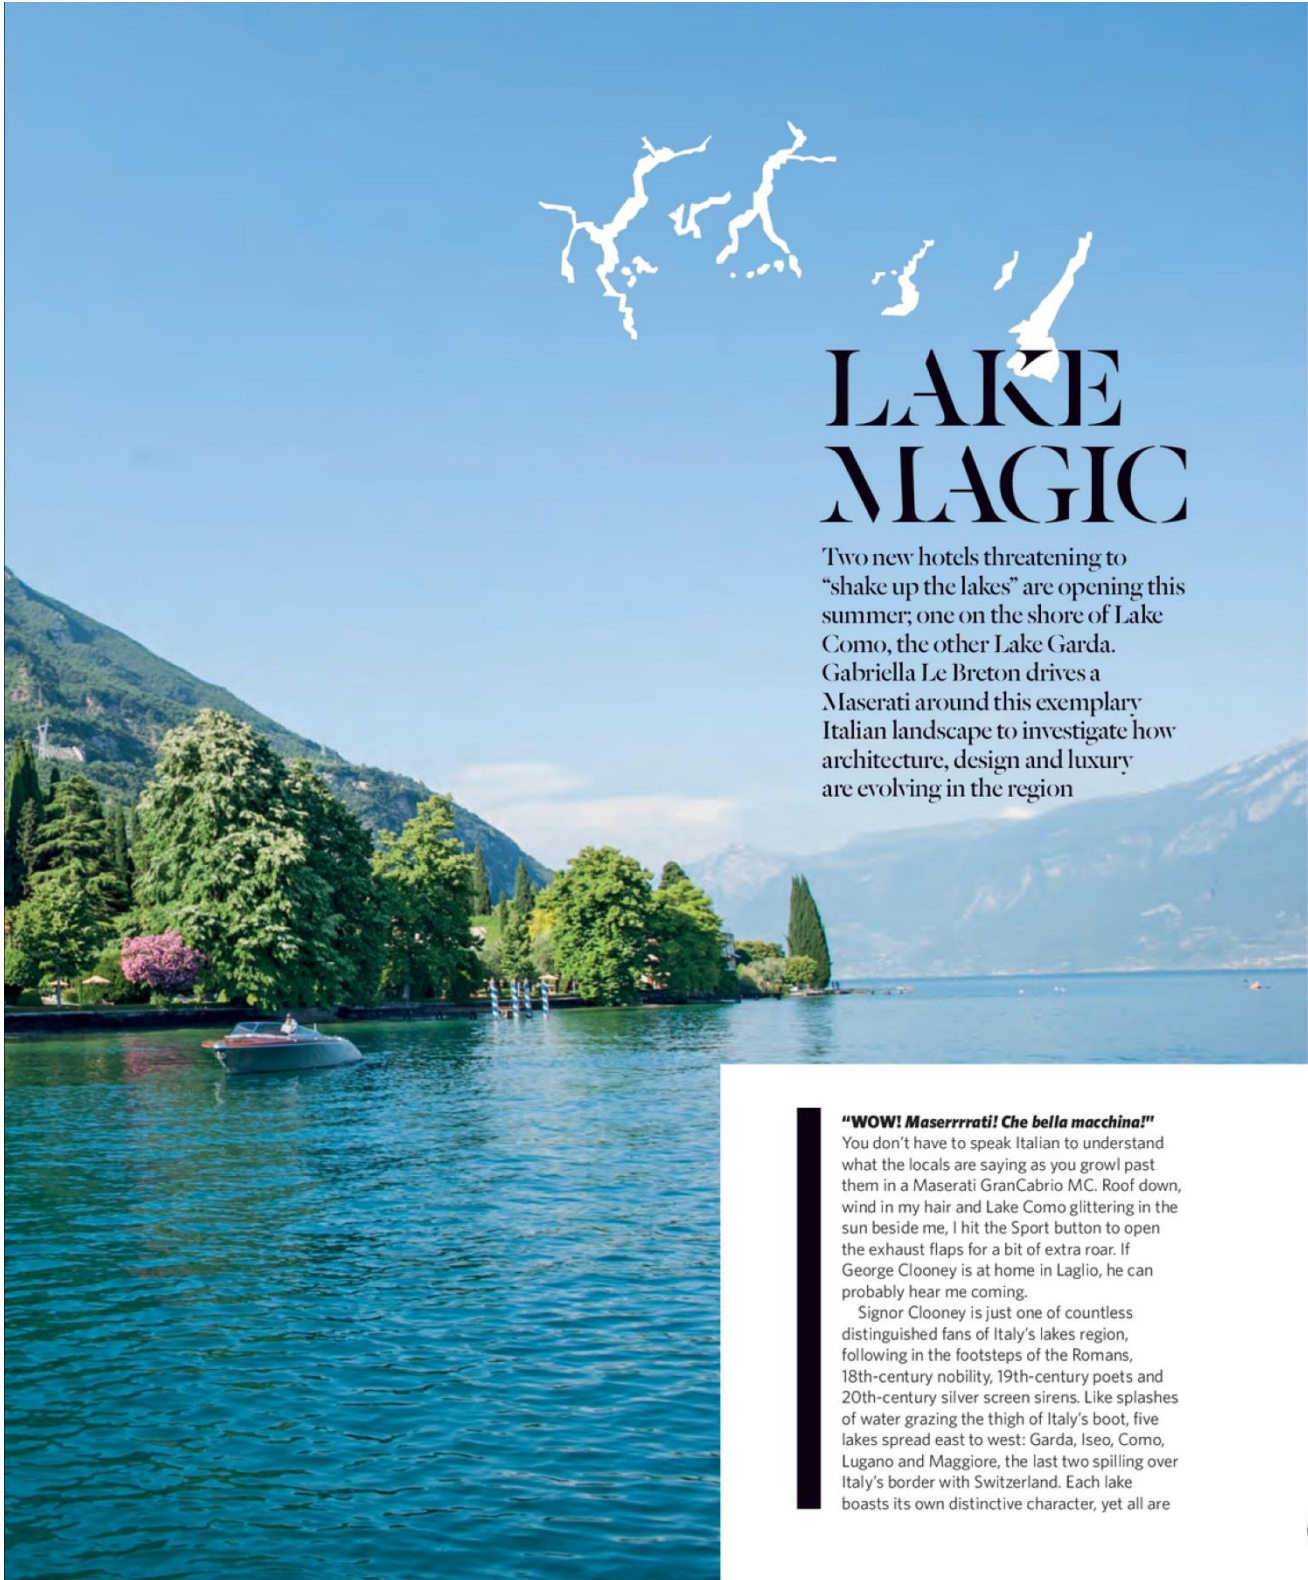 LAKE
MAGIC
Two new hotels threatening to
“shake up the lakes” are opening this
summer; one on the shore of Lake
Como, the other Lake Garda.
Gabriella Le Breton drives a
Maserati around this exemplary
Italian landscape to investigate how
architecture, design and luxury
are evolving in the region
“WOW! Maserrrati! Che bella macchina!”
You don’t have to speak Italian to understand
what the locals are saying as you growl past
them in a Maserati GranCabrio MC. Roof down,
wind in my hair and Lake Como glittering in the
sun beside me, I hit the Sport button to open
the exhaust flaps for a bit of extra roar. If
George Clooney is at home in Laglio, he can
probably hear me coming.
Signor Clooney is just one of countless
distinguished fans of Italy’s lakes region,
following in the footsteps of the Romans,
18th-century nobility, 19th-century poets and
20th-century silver screen sirens. Like splashes
of water grazing the thigh of Italy’s boot, five
lakes spread east to west: Garda, Iseo, Como,
Lugano and Maggiore, the last two spilling over
Italy’s border with Switzerland. Each lake
boasts its own distinctive character, yet all are